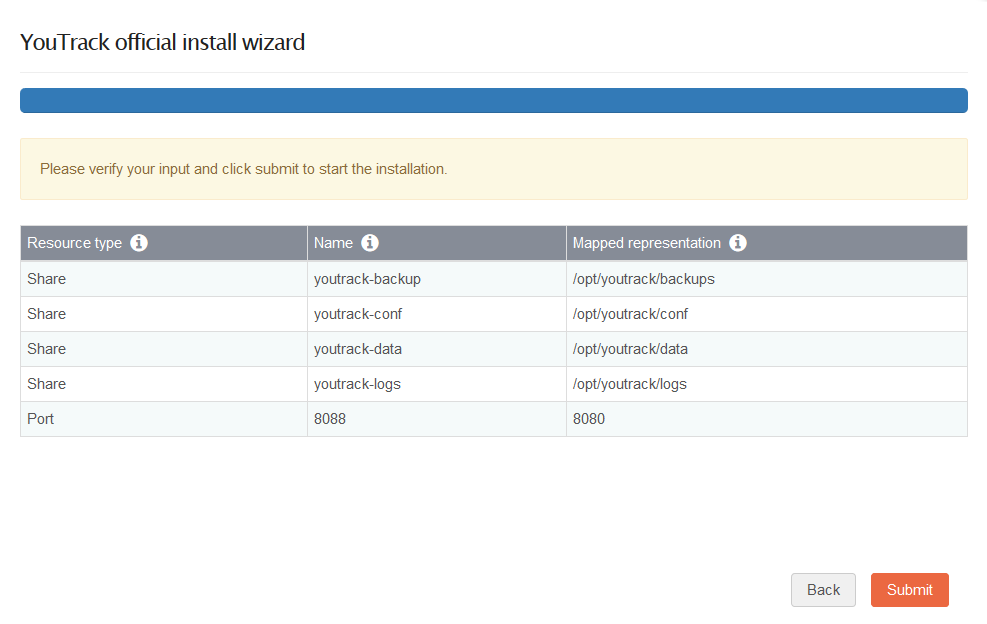 YouTrack official install wizard
Please verify your input and click submit to start the installation.
Resource type Name Mapped representation
Share youtrack-backup /opt/youtrack/backups
Share youtrack-conf /opt/youtrack/conf
Share youtrack-data /opt/youtrack/data
Share youtrack-logs /opt/youtrack/logs
Port 8088 8080
Back Submit